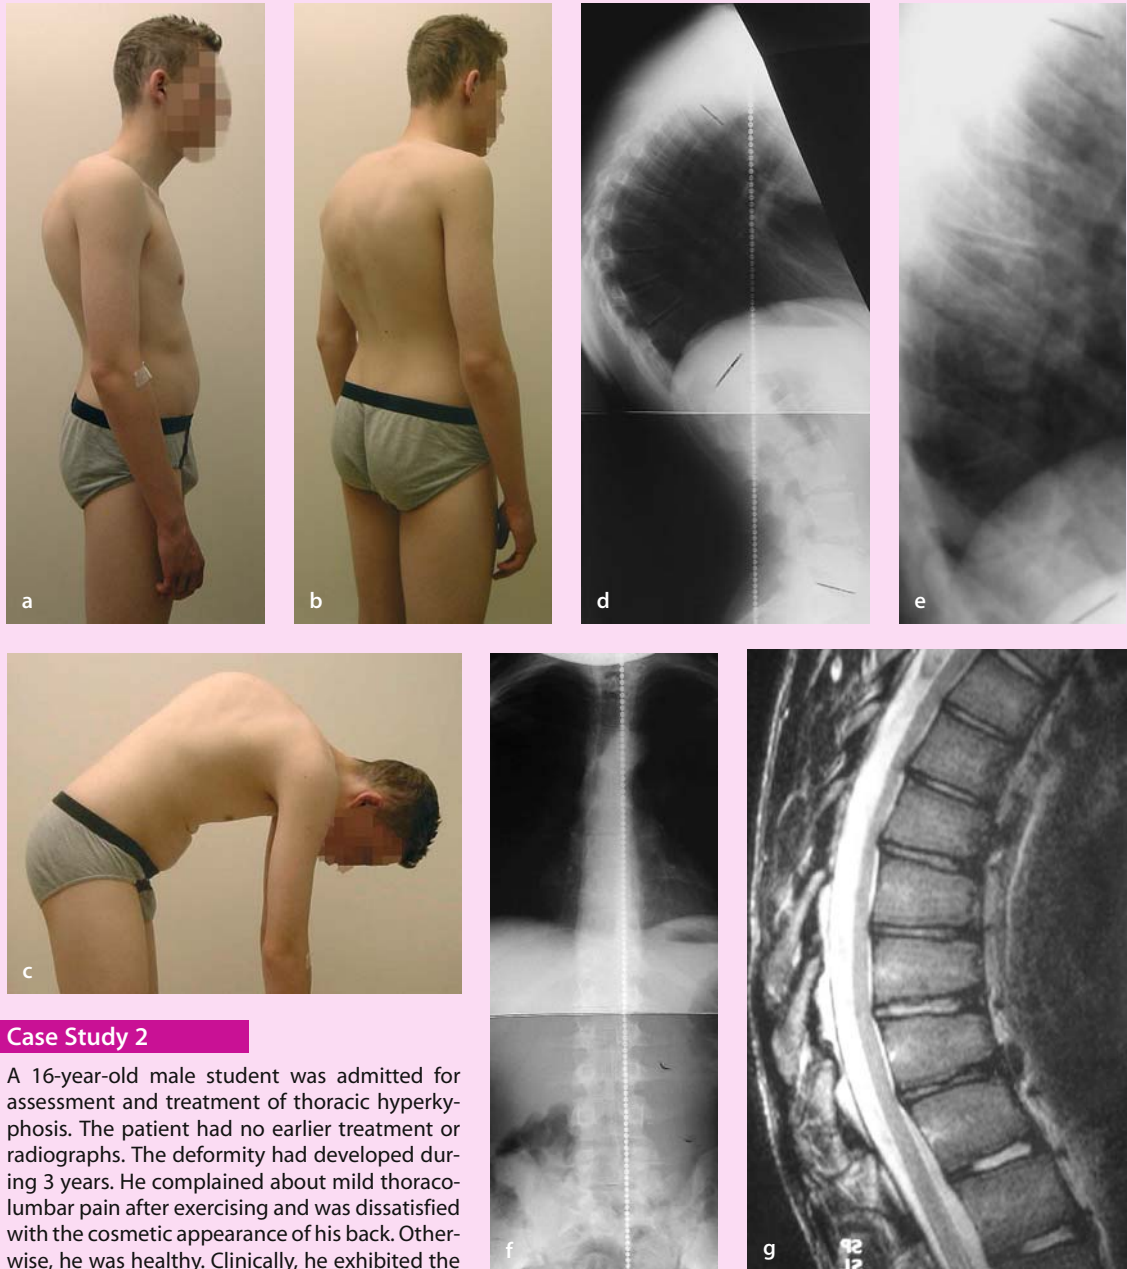 a
b
d
e
c
f
g
Case Study 2
A 16-year-old male student was admitted for
assessment and treatment of thoracic hyperky-
phosis. The patient had no earlier treatment or
radiographs. The deformity had developed dur-
ing 3 years. He complained about mild thoraco-
lumbar pain after exercising and was dissatisfied
with the cosmetic appearance of his back. Other-
wise, he was healthy. Clinically, he exhibited the